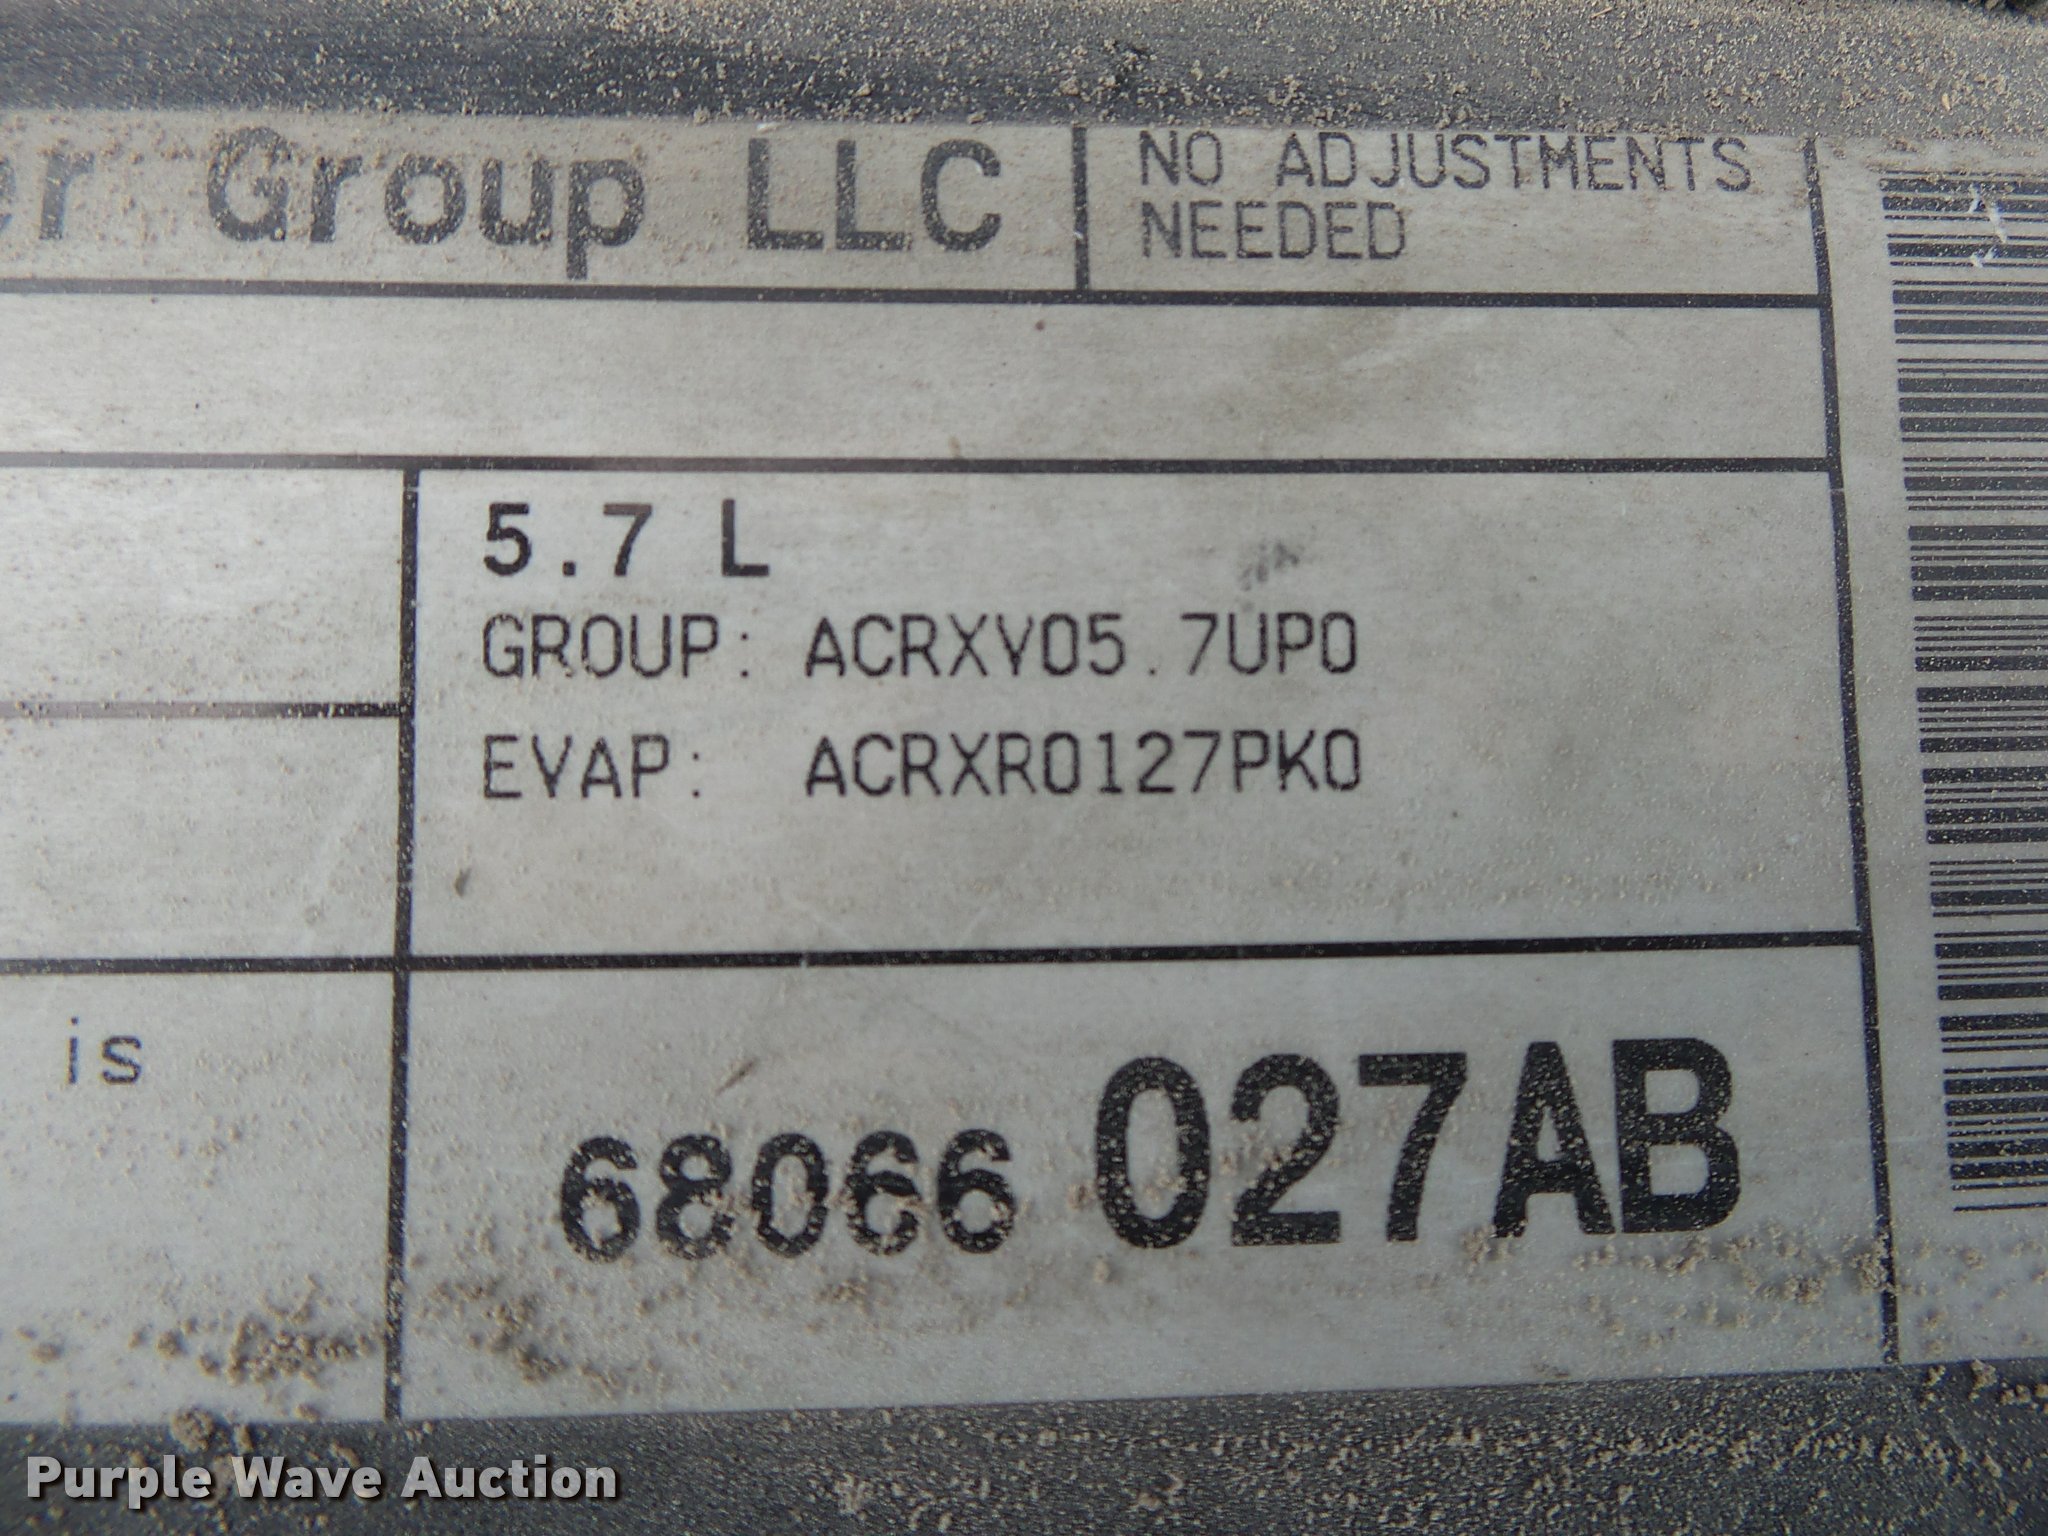 er Group LLC
NO ADJUSTMENTS
NEEDED
5.7 L
GROUP: ACRXV05.7UP0
EVAP: ACRXR0127PK0
is
68066 027AB
Purple Wave Auction